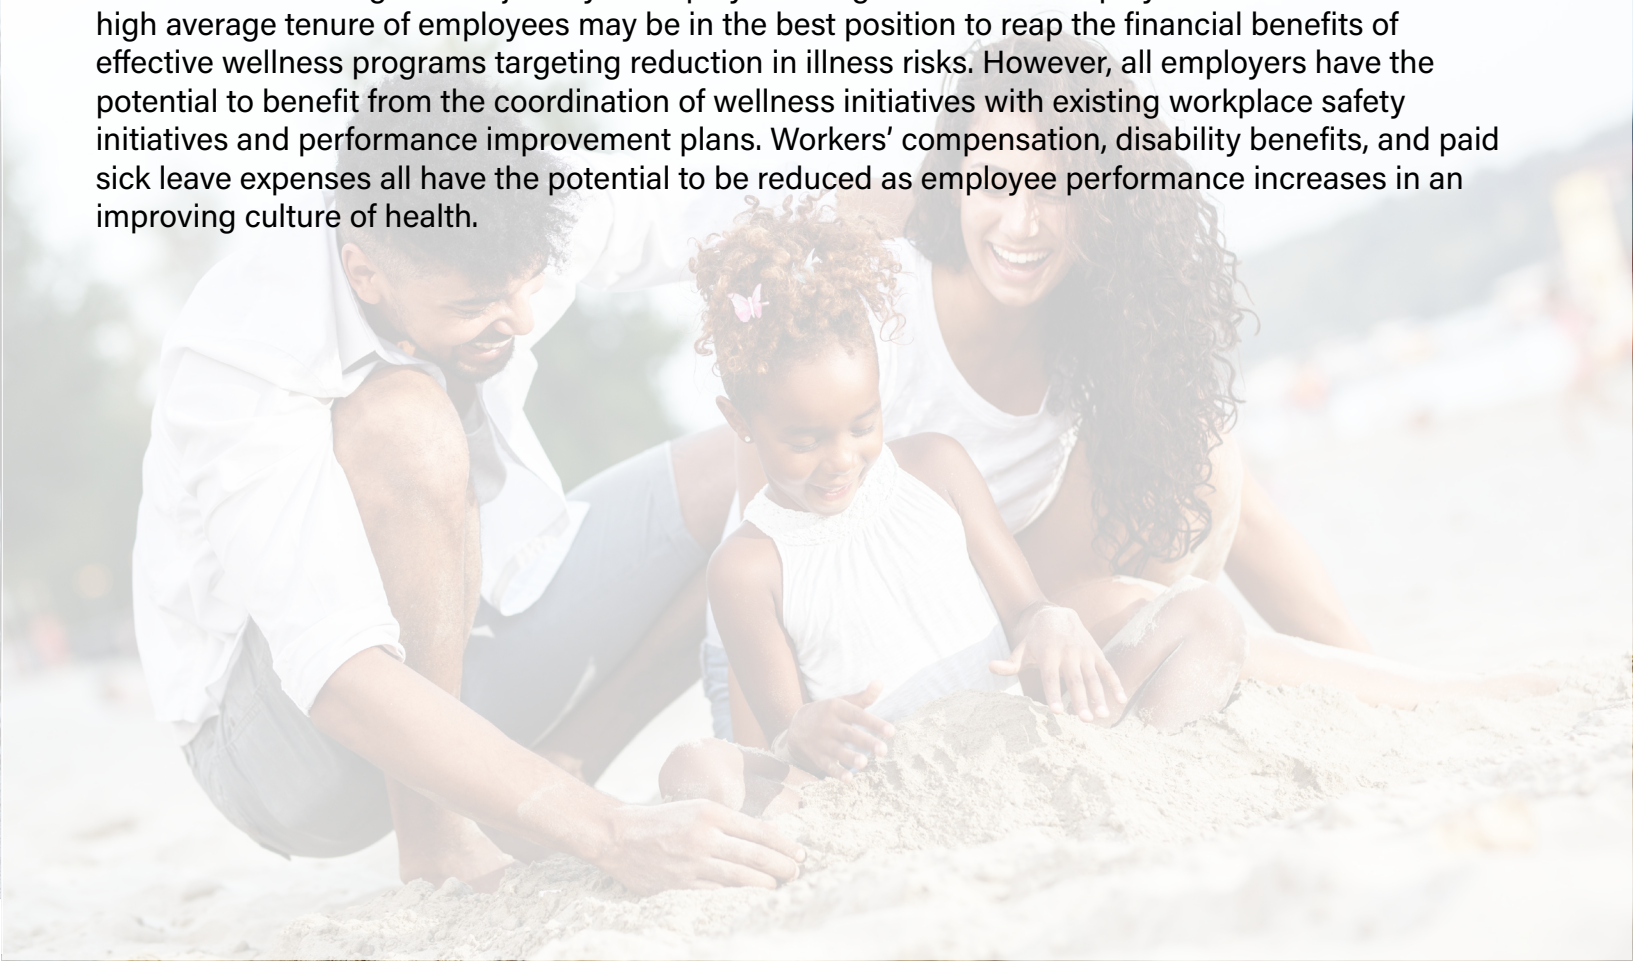 high average tenure of employees may be in the best position to reap the financial benefits of
effective wellness programs targeting reduction in illness risks. However, all employers have the
potential to benefit from the coordination of wellness initiatives with existing workplace safety
initiatives and performance improvement plans. Workers’ compensation, disability benefits, and paid
sick leave expenses all have the potential to be reduced as employee performance increases in an
improving culture of health.